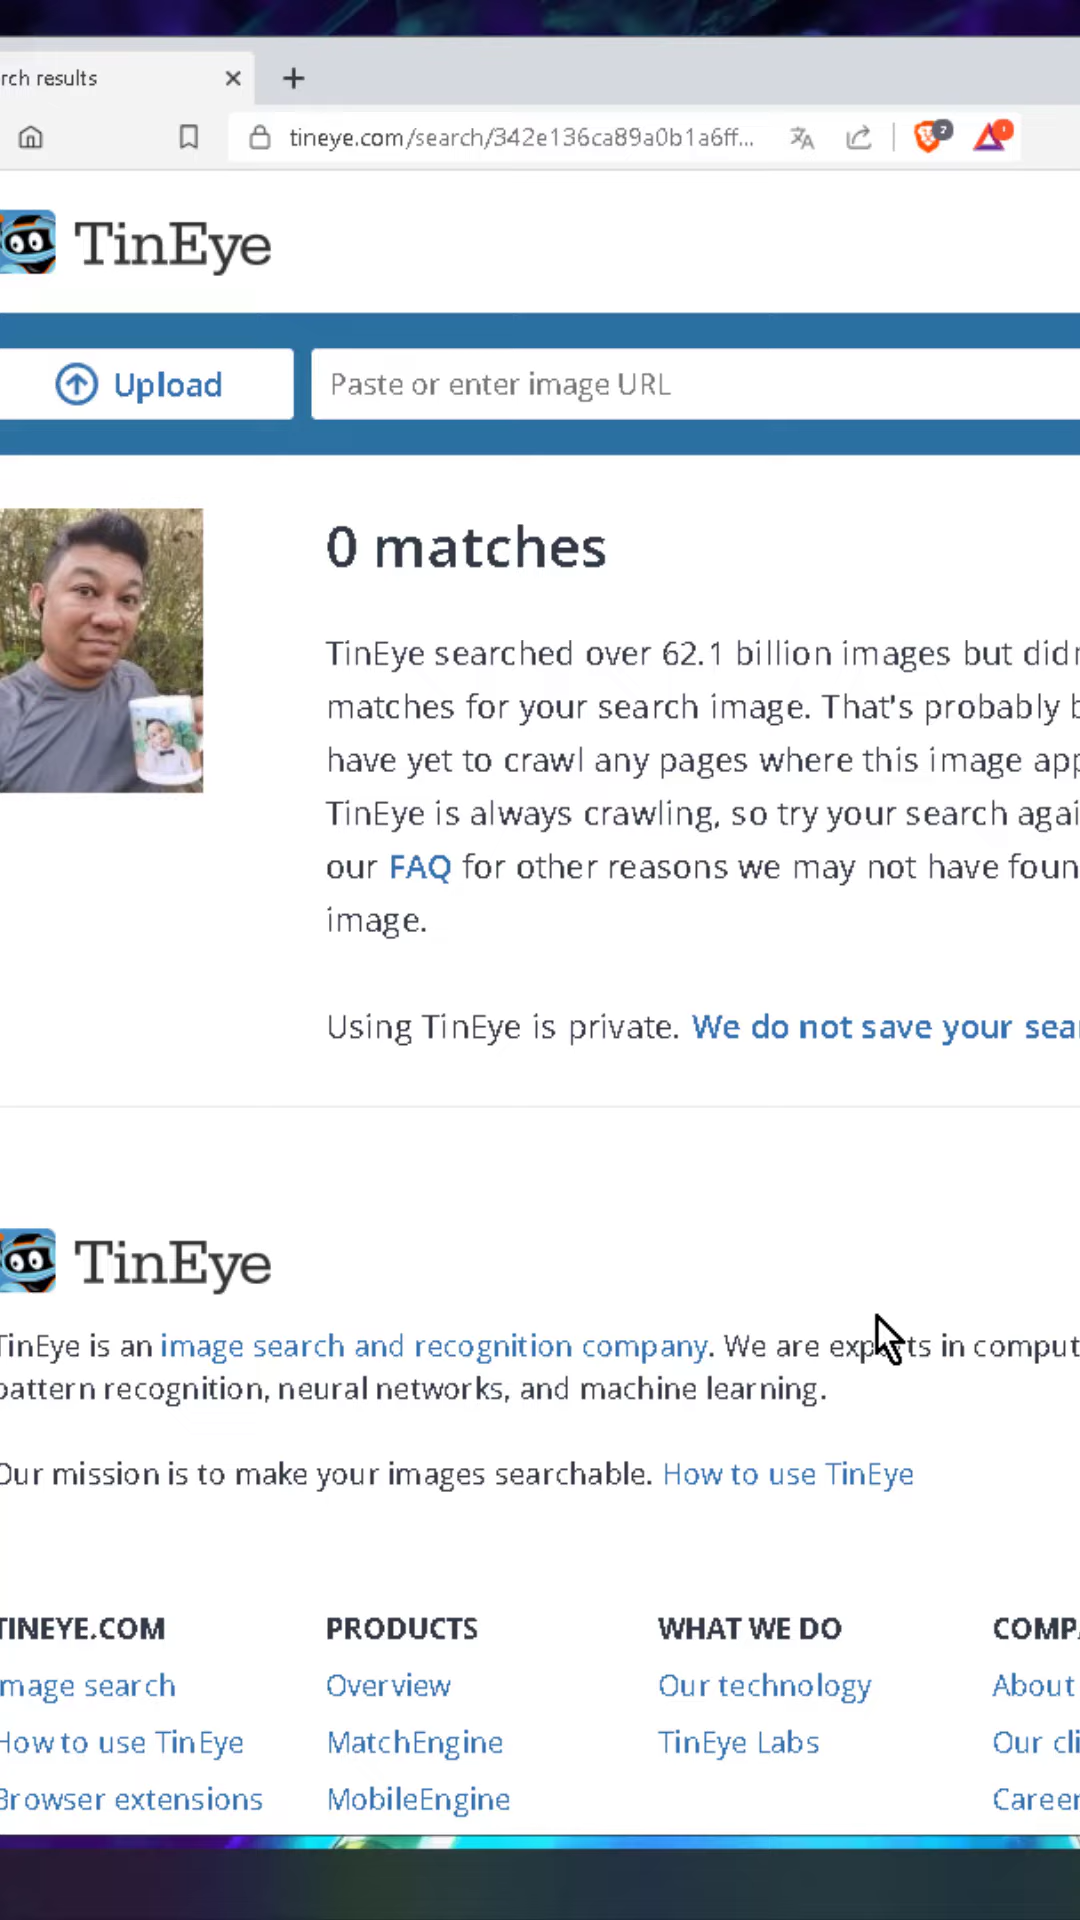 rch results
tineye.com/search/342e136ca89a0b1a6ff...
2
1
TinEye
Upload
Paste or enter image URL
0 matches
TinEye searched over 62.1 billion images but didn
matches for your search image. That's probably b
have yet to crawl any pages where this image app
TinEye is always crawling, so try your search agai
our FAQ for other reasons we may not have foun
image.
Using TinEye is private. We do not save your sea
TinEye
TinEye is an image search and recognition company. We are experts in comput
pattern recognition, neural networks, and machine learning.
Our mission is to make your images searchable. How to use TinEye
TINEYE.COM PRODUCTS WHAT WE DO COMPA
mage search Overview Our technology About
How to use TinEye MatchEngine TinEye Labs Our cli
Browser extensions MobileEngine Career